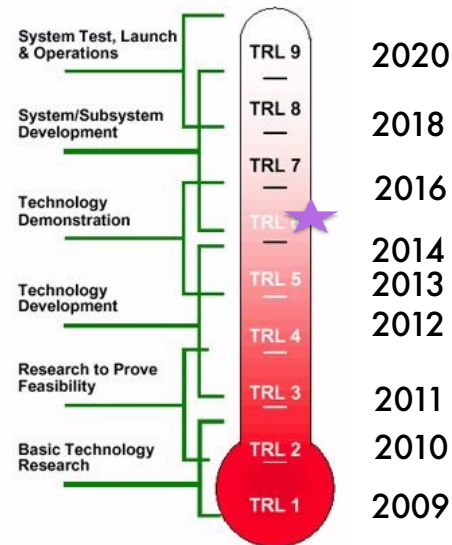 System Test, Launch
& Operations
TRL 9
2020
TRL 8
System/Subsystem
Development
2018
TRL 7
2016
Technology
Demonstration
TRL 6
2014
TRL 5
2013
Technology
Development
2012
TRL 4
Research to Prove
Feasibility
TRL 3
2011
Basic Technology
Research
TRL 2
2010
TRL 1
2009